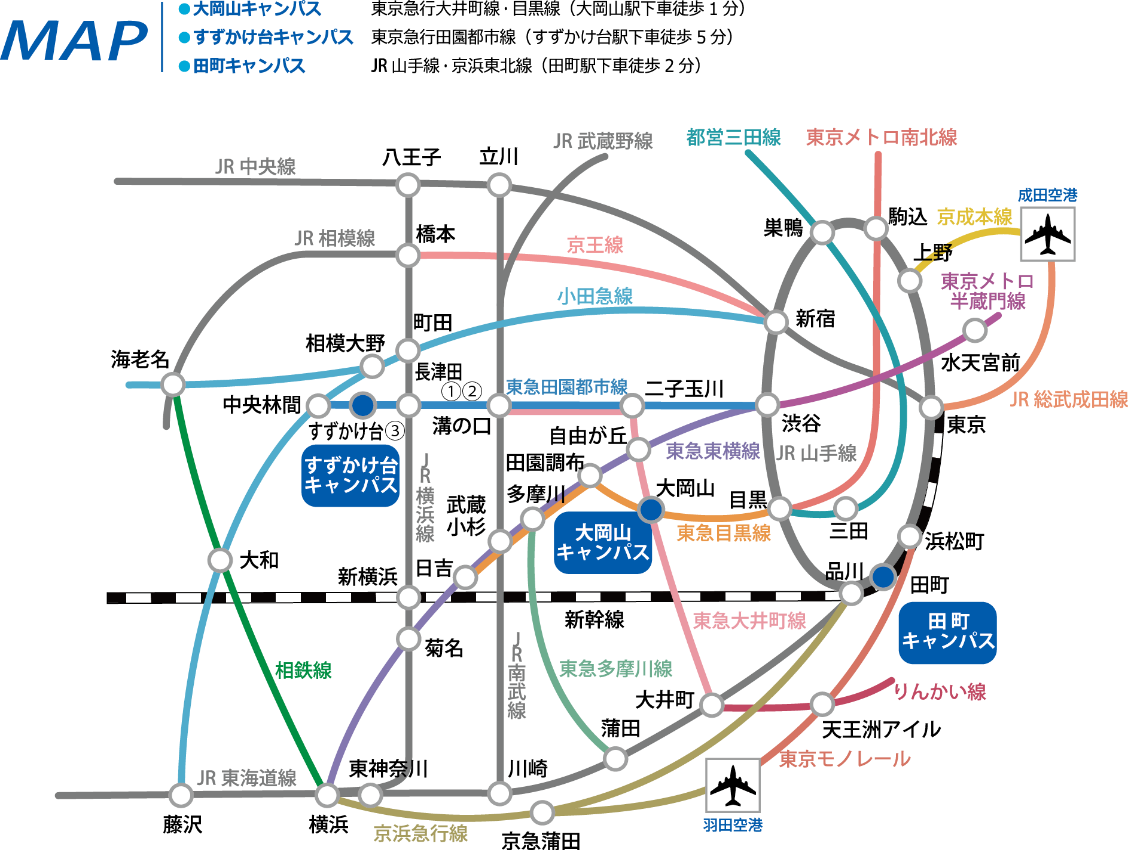 MAP
●大岡山キャンパス 東京急行大井町線・目黒線（大岡山駅下車徒歩1分）
●すずかけ台キャンパス 東京急行田園都市線（すずかけ台駅下車徒歩5分）
●田町キャンパス JR山手線・京浜東北線（田町駅下車徒歩2分）
JR 武蔵野線
都営三田線
東京メトロ南北線
JR 中央線
八王子
立川
成田空港
駒込
京成本線
巣鴨
JR 相模線
橋本
京王線
上野
東京メトロ
半蔵門線
小田急線
町田
新宿
相模大野
海老名
水天宮前
長津田
①②
東急田園都市線
二子玉川
中央林間
JR 総武成田線
すずかけ台③
溝の口
渋谷
東京
自由が丘
東急東横線
JR 山手線
すずかけ台
キャンパス
JR横浜線
田園調布
多摩川
大岡山
目黒
武蔵
小杉
大岡山
キャンパス
東急目黒線
三田
浜松町
大和
新横浜
日吉
品川
田町
新幹線
東急大井町線
田町
キャンパス
菊名
JR南武線
相鉄線
東急多摩川線
大井町
りんかい線
蒲田
天王洲アイル
東京モノレール
JR 東海道線
東神奈川
川崎
藤沢
横浜
京浜急行線
京急蒲田
羽田空港